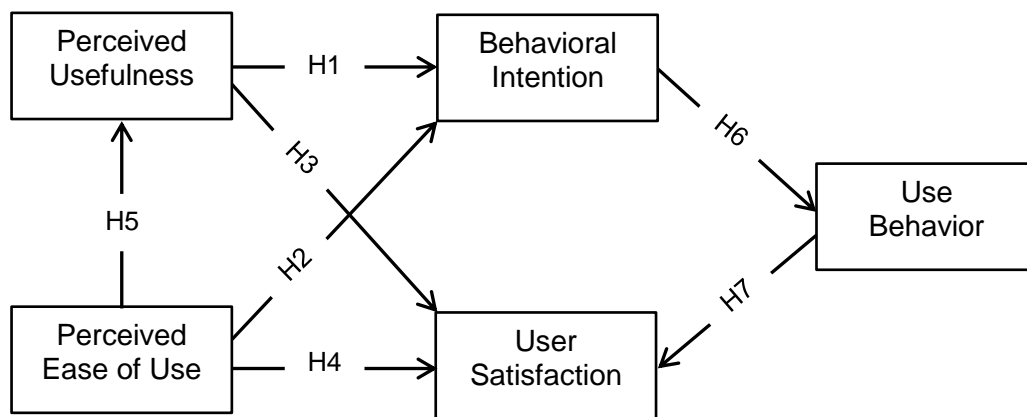 Perceived
Usefulness
H1
Behavioral
Intention
H3
H6
Use
Behavior
H5
H2
H7
Perceived
Ease of Use
H4
User
Satisfaction